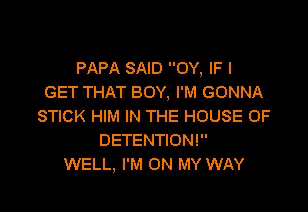 PAPA SAID "OY, IF I
GET THAT BOY, I'M GONNA
STICK HIM IN THE HOUSE OF
DETENTION!"
WELL, I'M ON MY WAY